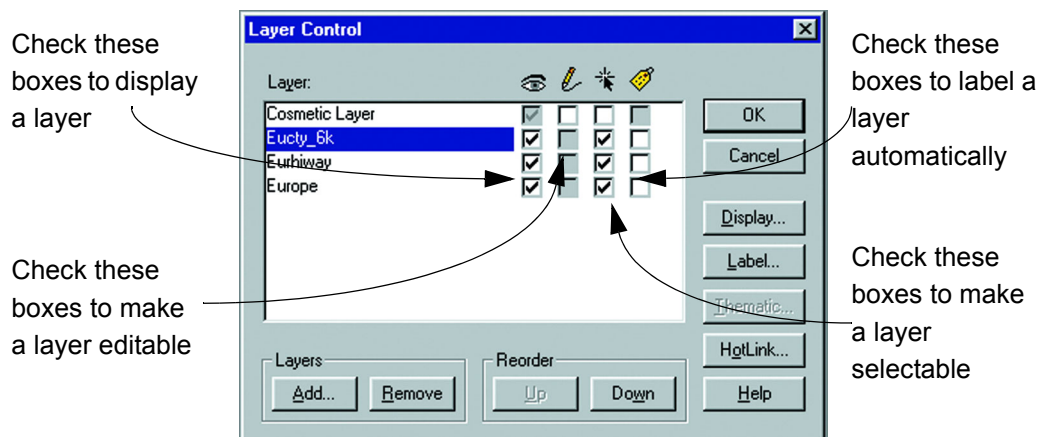 Check these
boxes to display
a layer
Check these
boxes to make
a layer editable
Layer Control
Layer:
Cosmetic Layer
Eucty_6k
Eurhiway
Europe
OK
Cancel
Display...
Label...
Thematic...
HotLink...
Help
Layers
Add...
Remove
Reorder
Up
Down
Check these
boxes to label a
layer
automatically
Check these
boxes to make
a layer
selectable